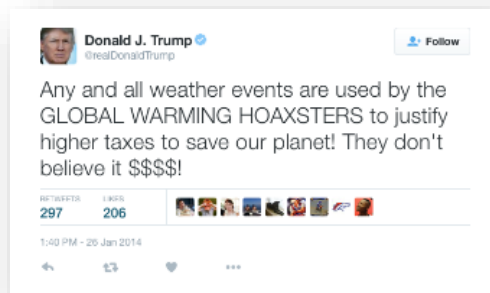 Donald J. Trump
@realDonaldTrump
Follow
Any and all weather events are used by the
GLOBAL WARMING HOAXSTERS to justify
higher taxes to save our planet! They don't
believe it $$$$!
RETWEETS LIKES
297 206
1:40 PM - 26 Jan 2014